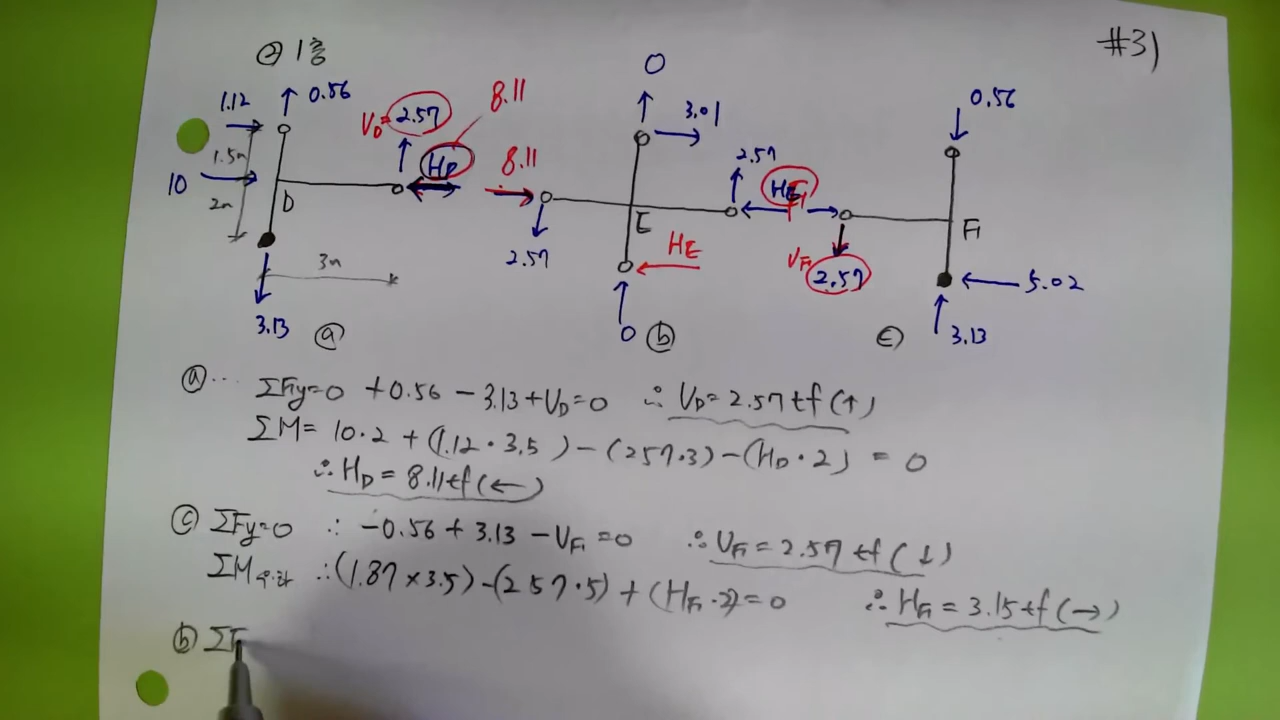 #3)
② 1층
0
1.12
0.56
V_D=2.57
8.11
3.01
0.56
10
1.5m
2m
D
H_D
8.11
2.57
E
2.57
H_E
3m
V_F
2.57
F
5.02
3.13
ⓐ
0
ⓑ
ⓒ
3.13
ⓐ ‥ ΣFy=0 +0.56 - 3.13 + V_D = 0 ∴ V_D = 2.57 tf (↑)
ΣM = 10·2 + (1.12 · 3.5) - (2.57·3) - (H_D · 2) = 0
∴ H_D = 8.11 tf (←)
ⓒ ΣFy=0 ∴ -0.56 + 3.13 - V_F = 0 ∴ V_F = 2.57 tf (↓)
ΣM ∴ (1.87 × 3.5) - (2.57 · 5) + (H_F · 2) = 0 ∴ H_F = 3.15 tf (→)
ⓑ ΣF